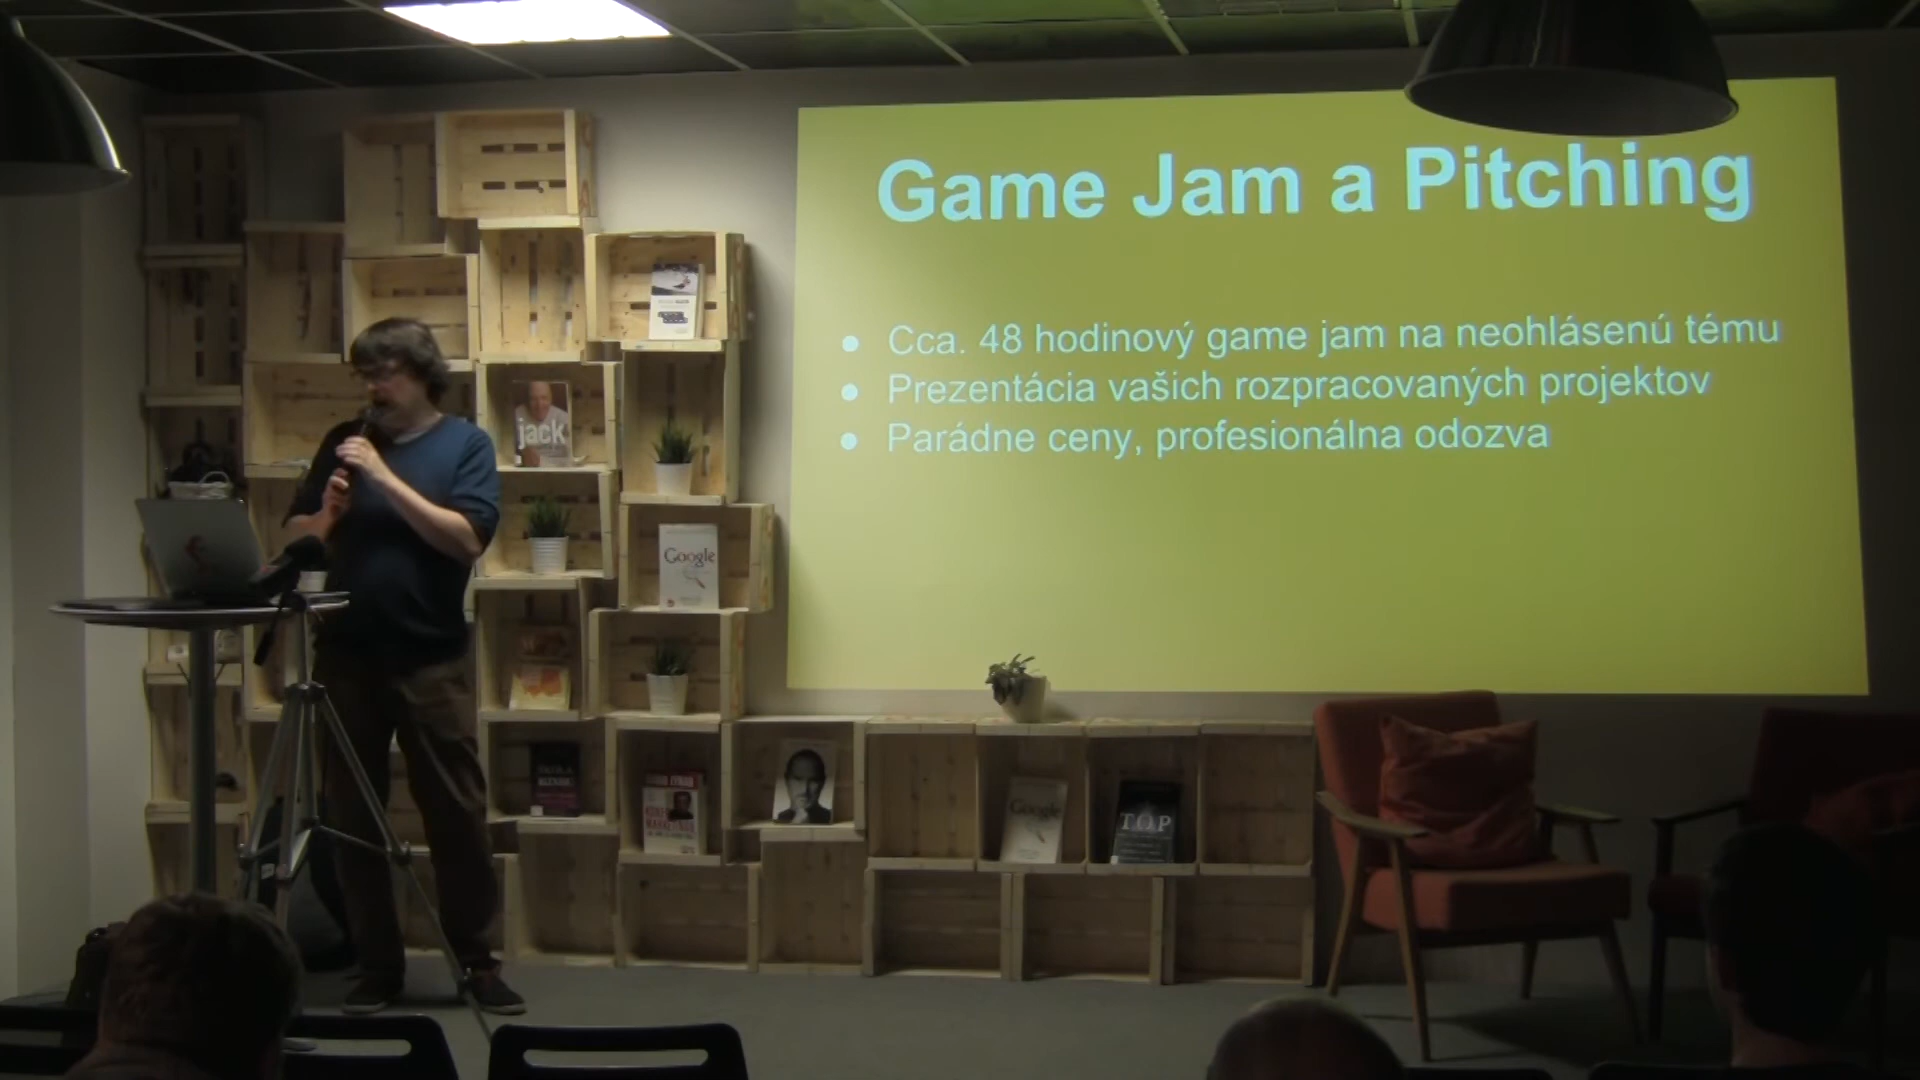 Game Jam a Pitching
● Cca. 48 hodinový game jam na neohlásenú tému
● Prezentácia vašich rozpracovaných projektov
● Parádne ceny, profesionálna odozva
jack
Google
Google
TOP